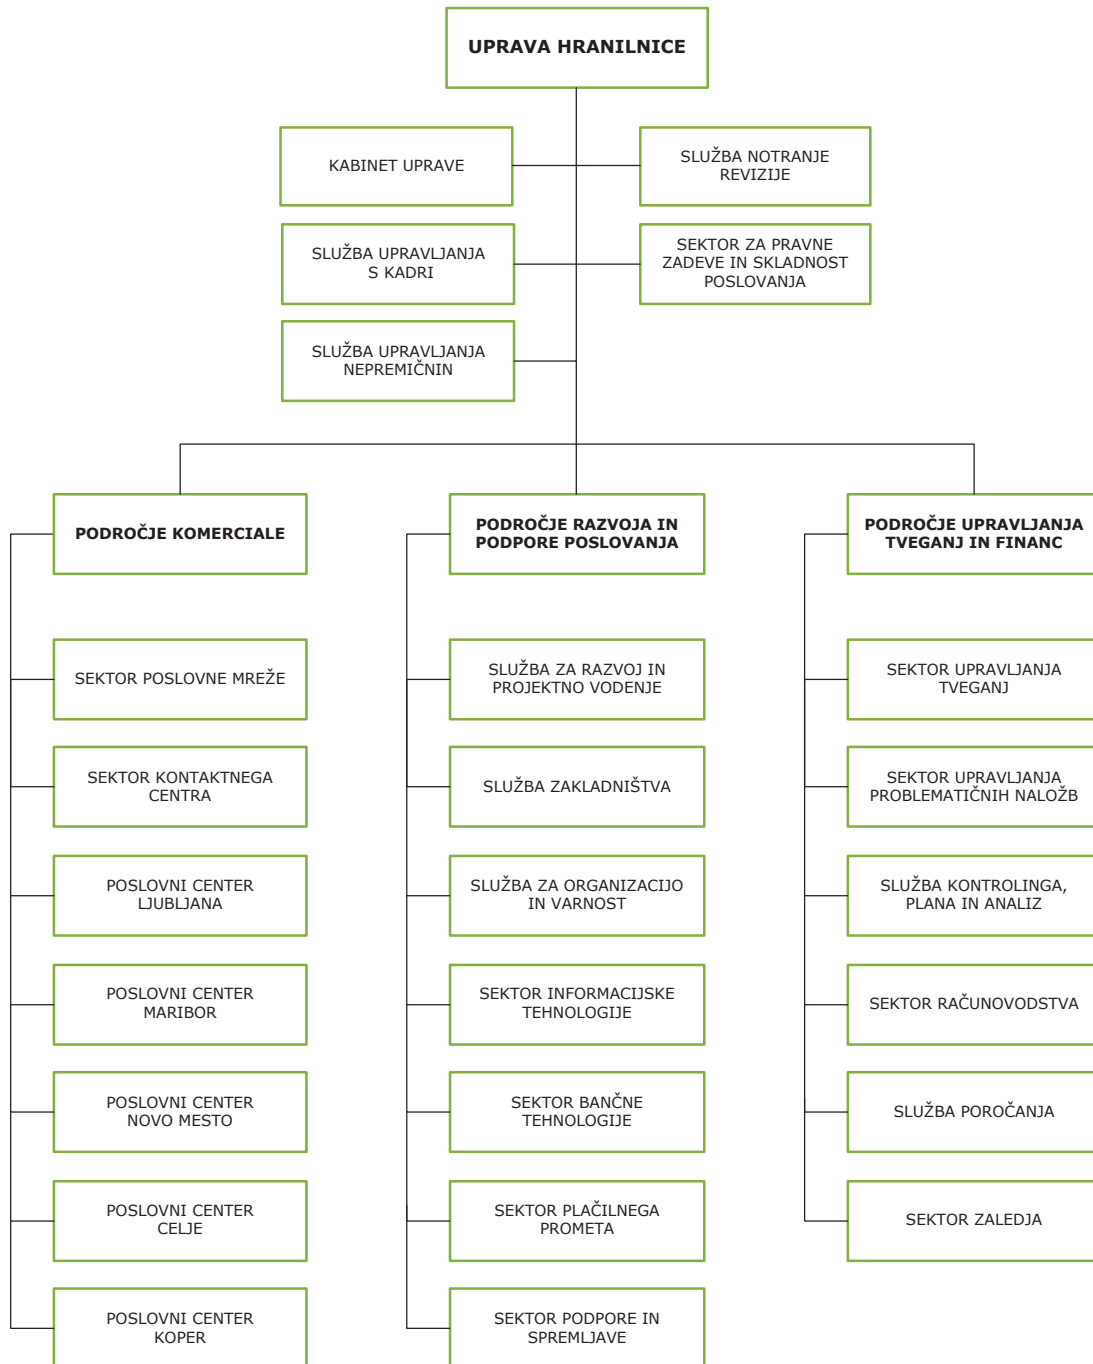 UPRAVA HRANILNICE
KABINET UPRAVE
SLUŽBA NOTRANJE
REVIZIJE
SLUŽBA UPRAVLJANJA
S KADRI
SEKTOR ZA PRAVNE
ZADEVE IN SKLADNOST
POSLOVANJA
SLUŽBA UPRAVLJANJA
NEPREMIČNIN
PODROČJE KOMERCIALE
SEKTOR POSLOVNE MREŽE
SEKTOR KONTAKTNEGA
CENTRA
POSLOVNI CENTER
LJUBLJANA
POSLOVNI CENTER
MARIBOR
POSLOVNI CENTER
NOVO MESTO
POSLOVNI CENTER
CELJE
POSLOVNI CENTER
KOPER
PODROČJE RAZVOJA IN
PODPORE POSLOVANJA
SLUŽBA ZA RAZVOJ IN
PROJEKTNO VODENJE
SLUŽBA ZAKLADNIŠTVA
SLUŽBA ZA ORGANIZACIJO
IN VARNOST
SEKTOR INFORMACIJSKE
TEHNOLOGIJE
SEKTOR BANČNE
TEHNOLOGIJE
SEKTOR PLAČILNEGA
PROMETA
SEKTOR PODPORE IN
SPREMLJAVE
PODROČJE UPRAVLJANJA
TVEGANJ IN FINANC
SEKTOR UPRAVLJANJA
TVEGANJ
SEKTOR UPRAVLJANJA
PROBLEMATIČNIH NALOŽB
SLUŽBA KONTROLINGA,
PLANA IN ANALIZ
SEKTOR RAČUNOVODSTVA
SLUŽBA POROČANJA
SEKTOR ZALEDJA